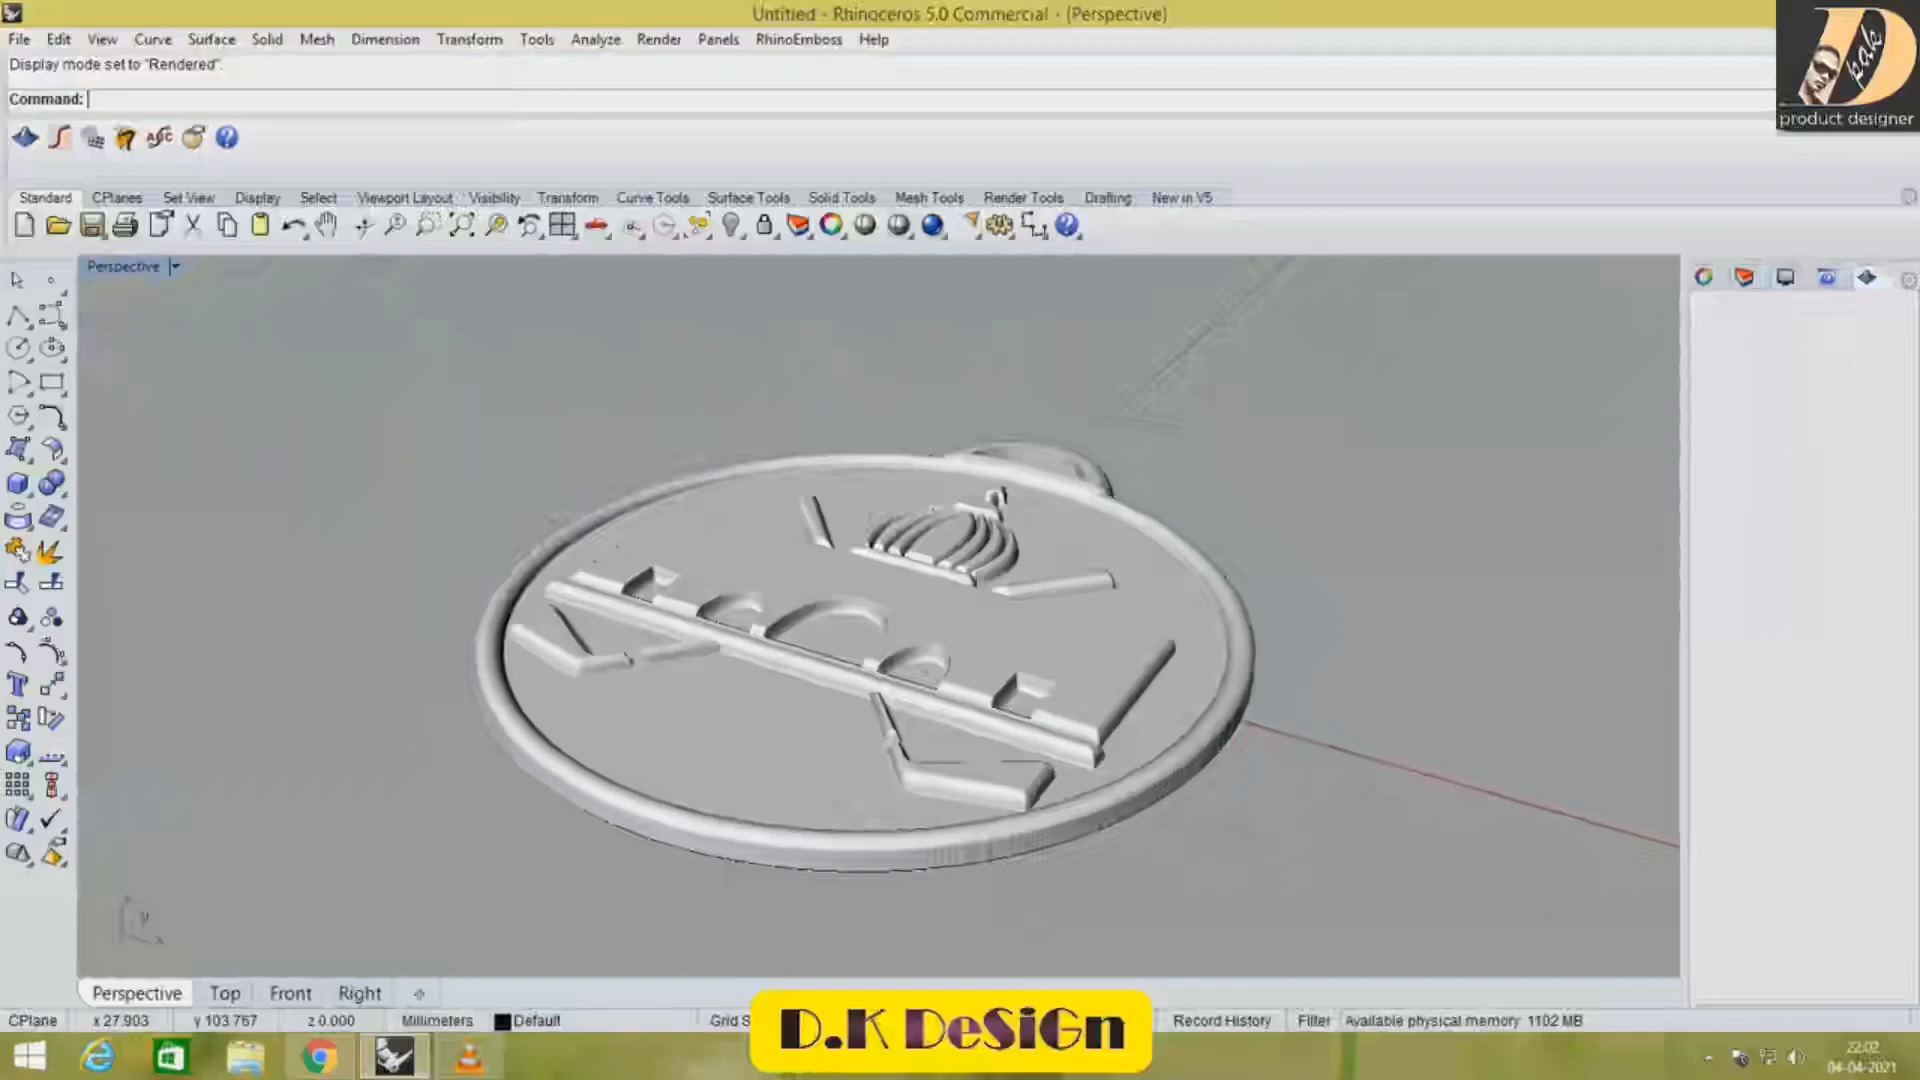 Untitled - Rhinoceros 5.0 Commercial - (Perspective)
File Edit View Curve Surface Solid Mesh Dimension Transform Tools Analyze Render Panels RhinoEmboss Help
Display mode set to "Rendered".
Command:
D pak
product designer
ABC
Standard CPlanes Set View Display Select Viewport Layout Visibility Transform Curve Tools Surface Tools Solid Tools Mesh Tools Render Tools Drafting New in V5
Perspective
Perspective Top Front Right
CPlane x 27.903 y 103.767 z 0.000 Millimeters Default Grid S Record History Filter Available physical memory 1102 MB
D.K DeSiGn
22:02
04-04-2021